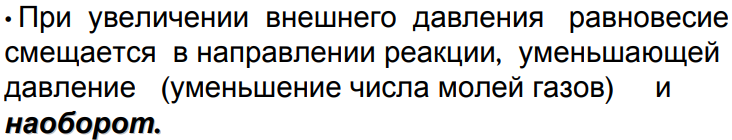 • При увеличении внешнего давления равновесие
смещается в направлении реакции, уменьшающей
давление (уменьшение числа молей газов) и
наоборот.